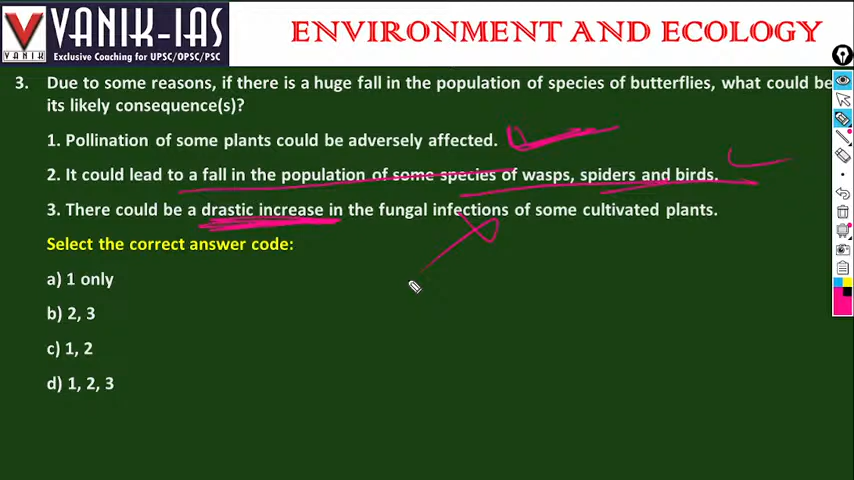 VANIK-IAS
VANIK
Exclusive Coaching for UPSC/OPSC/PSC
ENVIRONMENT AND ECOLOGY
3. Due to some reasons, if there is a huge fall in the population of species of butterflies, what could be
its likely consequence(s)?
1. Pollination of some plants could be adversely affected.
2. It could lead to a fall in the population of some species of wasps, spiders and birds.
3. There could be a drastic increase in the fungal infections of some cultivated plants.
Select the correct answer code:
a) 1 only
b) 2, 3
c) 1, 2
d) 1, 2, 3